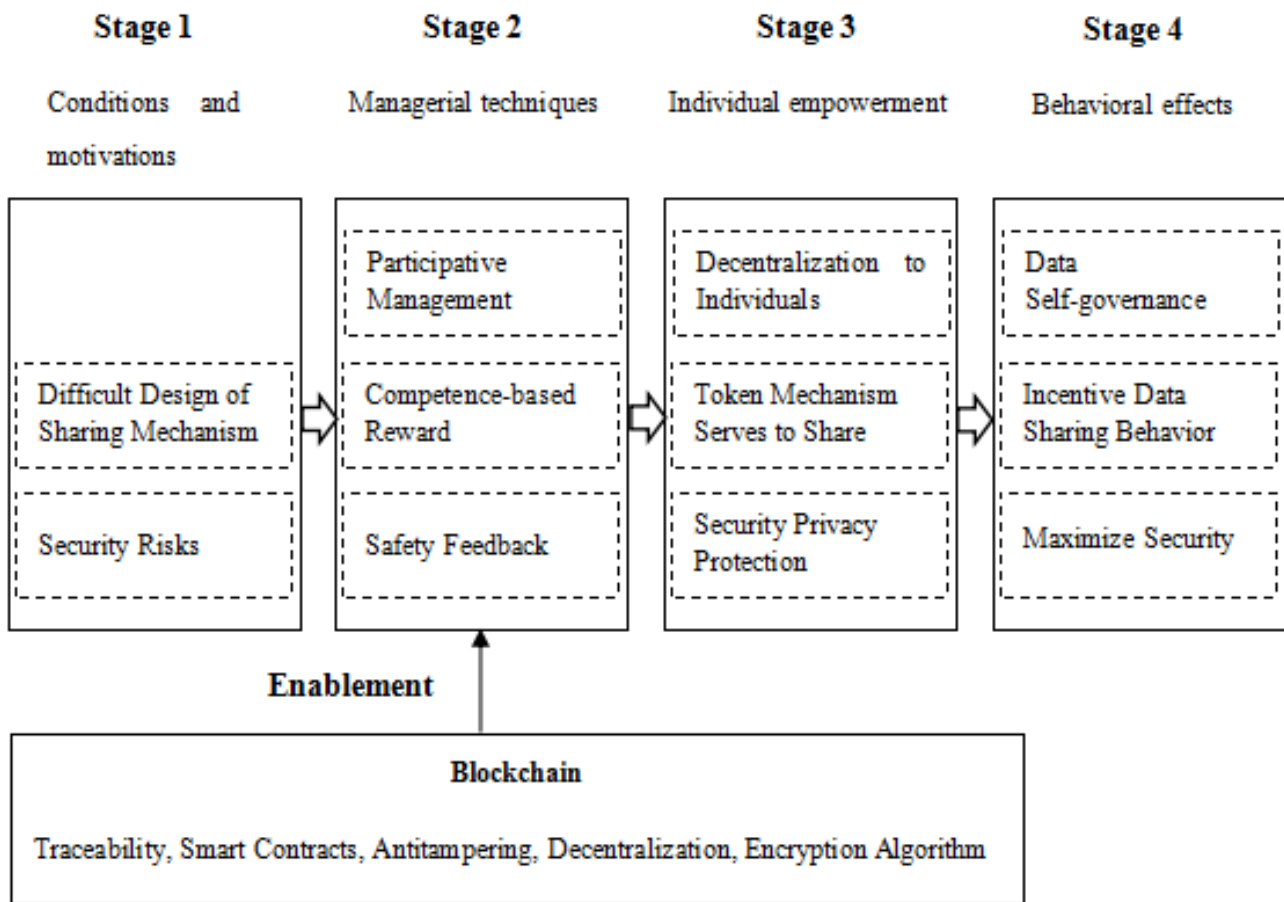 Stage 1
Stage 2
Stage 3
Stage 4
Conditions and
motivations
Managerial techniques
Individual empowerment
Behavioral effects
Difficult Design of
Sharing Mechanism
Security Risks
Participative
Management
Competence-based
Reward
Safety Feedback
Decentralization to
Individuals
Token Mechanism
Serves to Share
Security Privacy
Protection
Data
Self-governance
Incentive Data
Sharing Behavior
Maximize Security
Enablement
Blockchain
Traceability, Smart Contracts, Antitampering, Decentralization, Encryption Algorithm